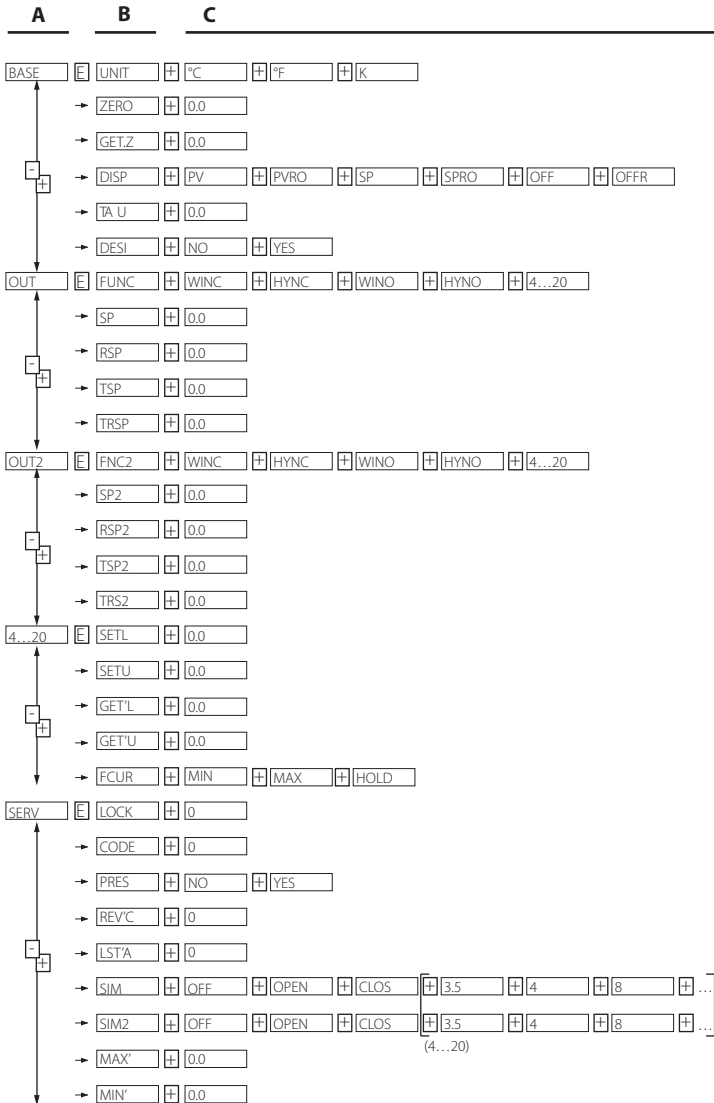 A B C
BASE E UNIT + °C + °F + K
ZERO + 0.0
GET.Z + 0.0
- DISP + PV + PVRO + SP + SPRO + OFF + OFFR
+
TA U + 0.0
DESI + NO + YES
OUT E FUNC + WINC + HYNC + WINO + HYNO + 4...20
SP + 0.0
RSP + 0.0
-
+ TSP + 0.0
TRSP + 0.0
OUT2 E FNC2 + WINC + HYNC + WINO + HYNO + 4...20
SP2 + 0.0
RSP2 + 0.0
-
+ TSP2 + 0.0
TRS2 + 0.0
4...20 E SETL + 0.0
SETU + 0.0
- GET'L + 0.0
+
GET'U + 0.0
FCUR + MIN + MAX + HOLD
SERV E LOCK + 0
CODE + 0
PRES + NO + YES
REV'C + 0
- LST'A + 0
+
SIM + OFF + OPEN + CLOS + 3.5 + 4 + 8 + ...
SIM2 + OFF + OPEN + CLOS + 3.5 + 4 + 8 + ...
(4...20)
MAX' + 0.0
MIN' + 0.0